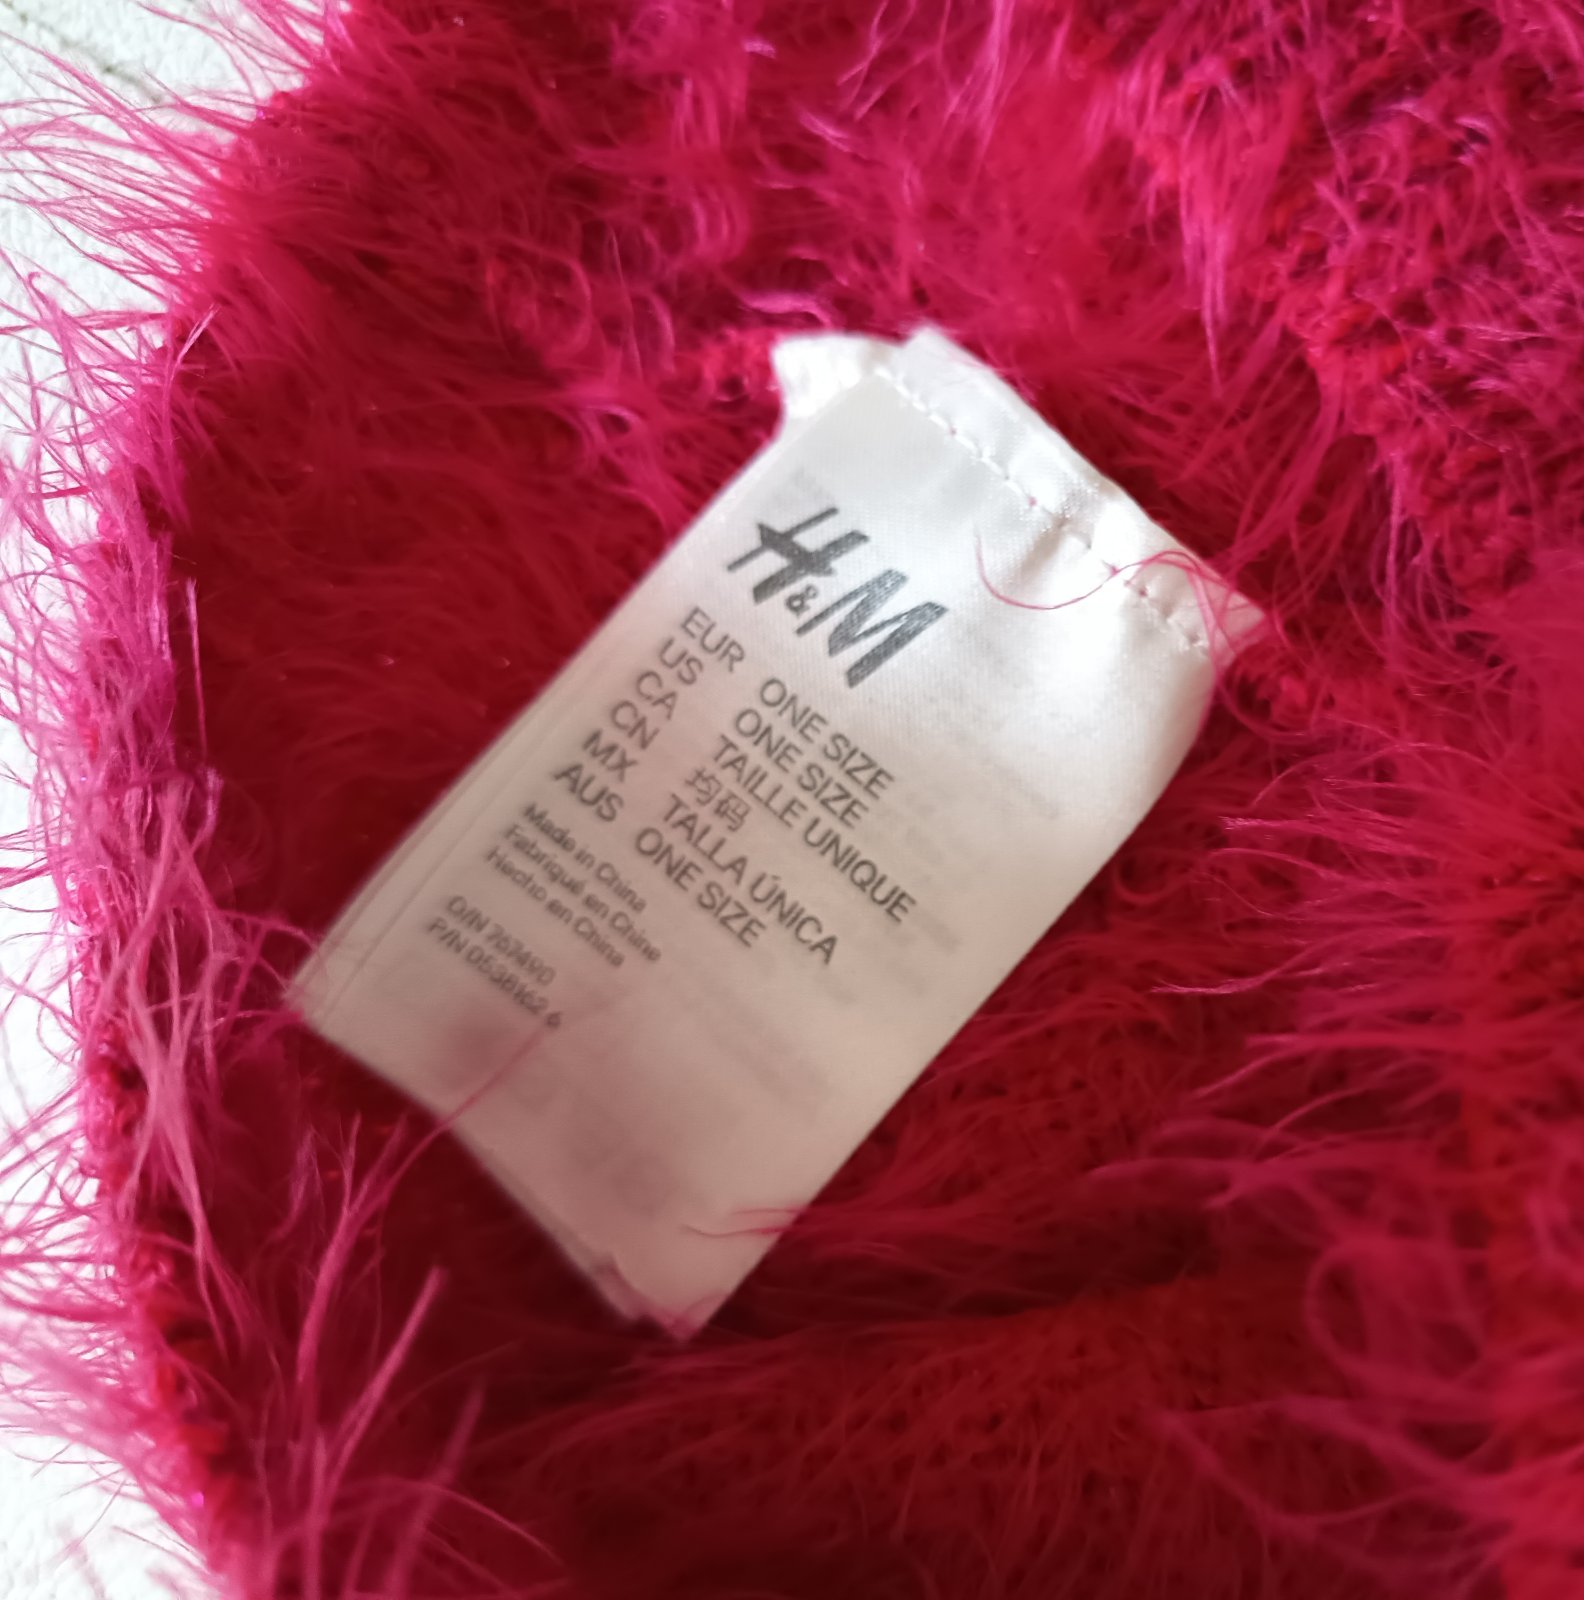 H&M
EUR ONE SIZE
US ONE SIZE
CA TAILLE UNIQUE
CN 均码
MX TALLA ÚNICA
AUS ONE SIZE
Made in China
Fabriqué en Chine
Hecho en China
O/N
P/N